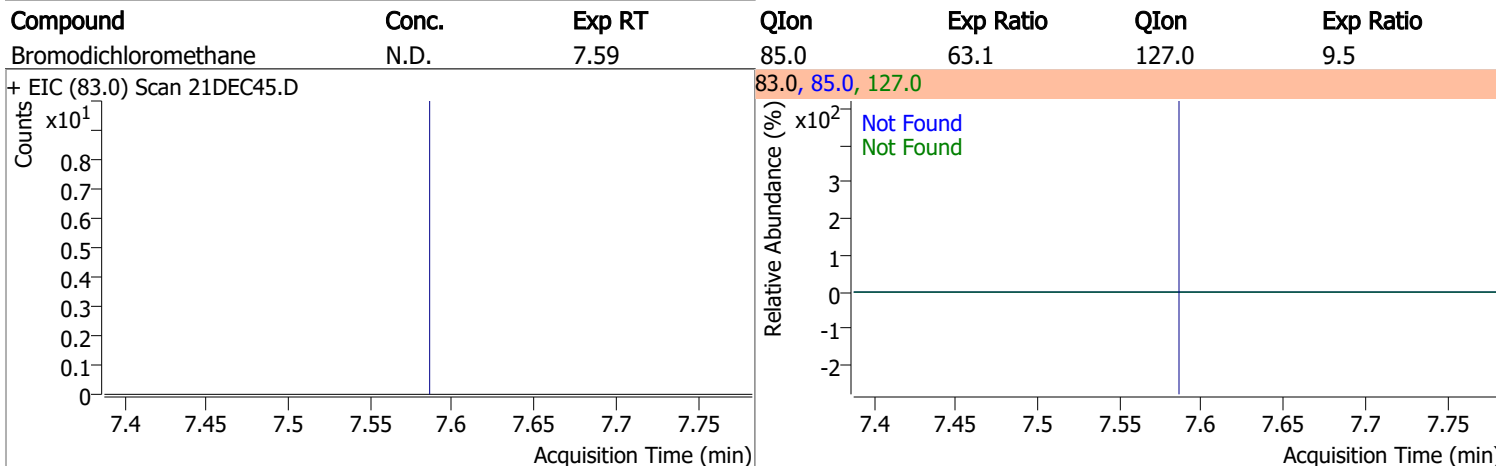 Compound Conc. Exp RT QIon Exp Ratio QIon Exp Ratio
Bromodichloromethane N.D. 7.59 85.0 63.1 127.0 9.5
+ EIC (83.0) Scan 21DEC45.D
Counts
x10¹
0.8
0.7
0.6
0.5
0.4
0.3
0.2
0.1
0
7.4 7.45 7.5 7.55 7.6 7.65 7.7 7.75
Acquisition Time (min)
83.0, 85.0, 127.0
Relative Abundance (%)
x10²
Not Found
Not Found
3
2
1
0
-1
-2
7.4 7.45 7.5 7.55 7.6 7.65 7.7 7.75
Acquisition Time (min)